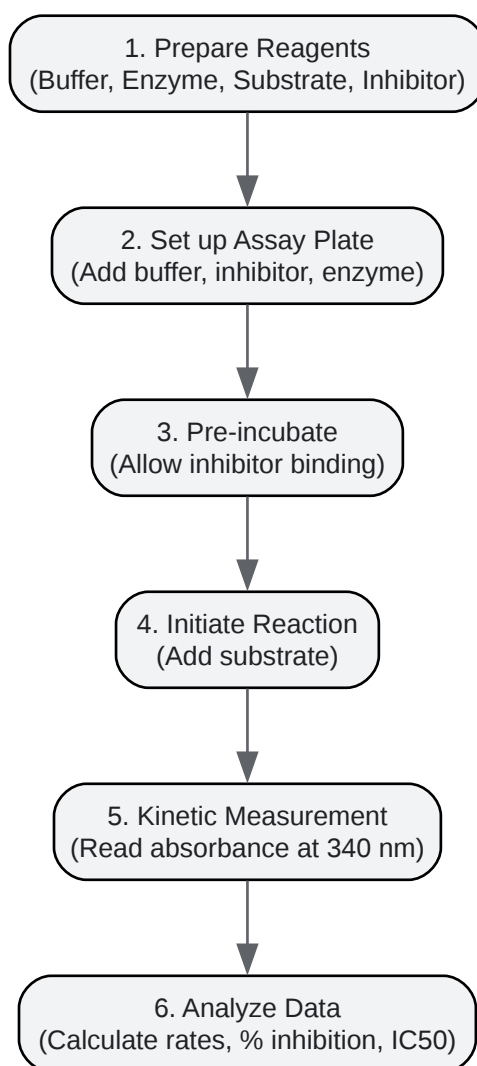 1. Prepare Reagents
(Buffer, Enzyme, Substrate, Inhibitor)
2. Set up Assay Plate
(Add buffer, inhibitor, enzyme)
3. Pre-incubate
(Allow inhibitor binding)
4. Initiate Reaction
(Add substrate)
5. Kinetic Measurement
(Read absorbance at 340 nm)
6. Analyze Data
(Calculate rates, % inhibition, IC50)